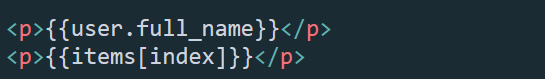 <p>{{user.full_name}}</p>
<p>{{items[index]}}</p>